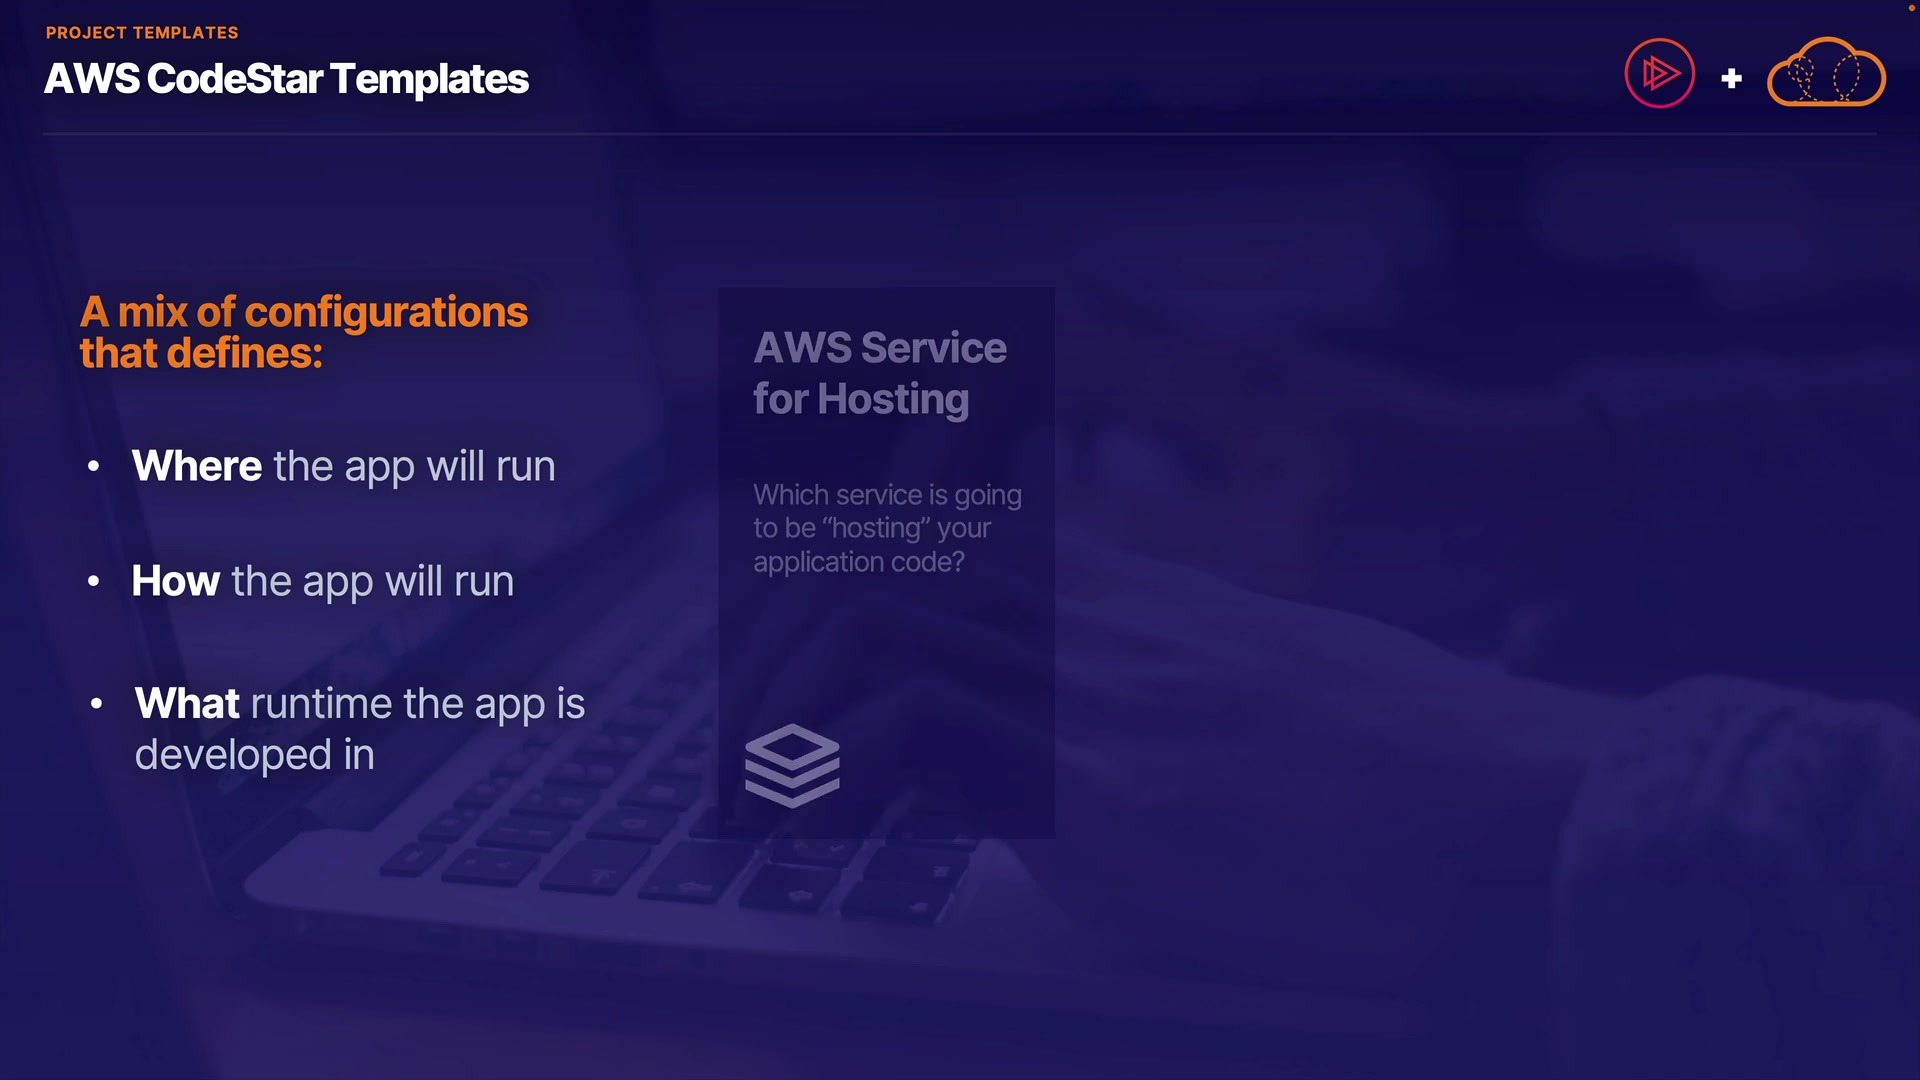 PROJECT TEMPLATES
AWS CodeStar Templates
+
A mix of configurations
that defines:
• Where the app will run
• How the app will run
• What runtime the app is
developed in
AWS Service
for Hosting
Which service is going
to be “hosting” your
application code?